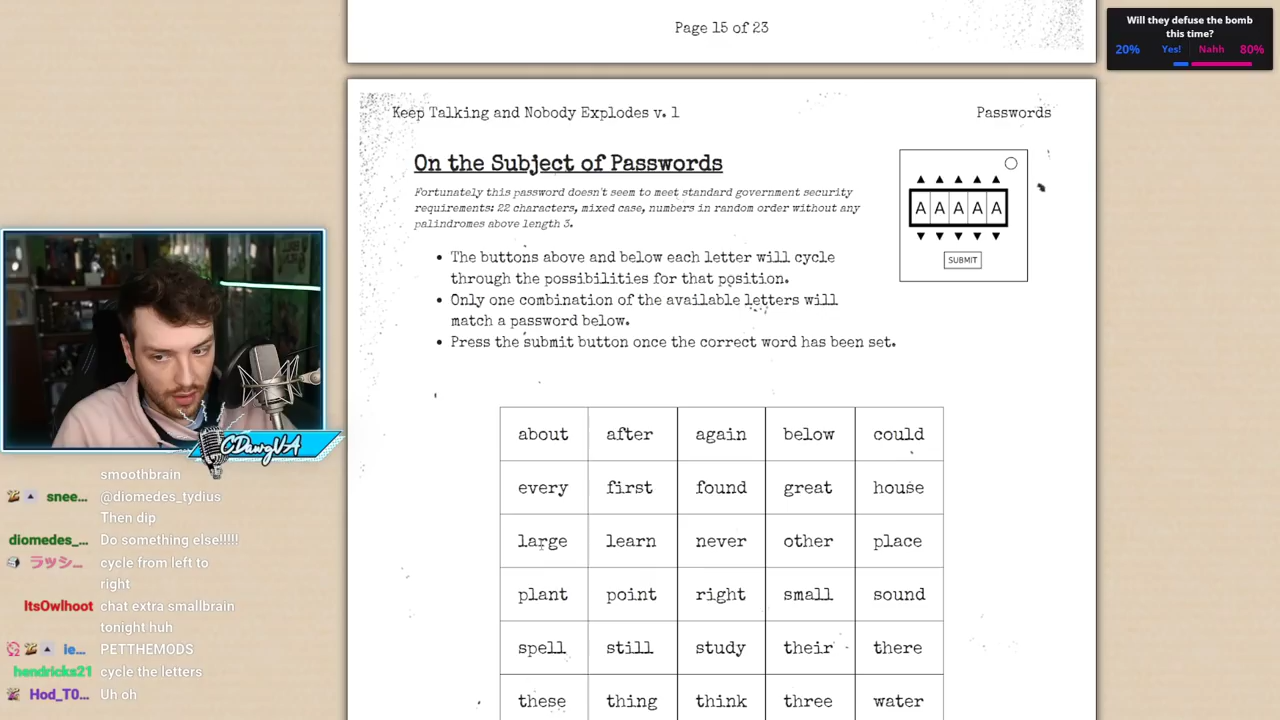 Page 15 of 23
Will they defuse the bomb
this time?
20% Yes! Nahh 80%
Keep Talking and Nobody Explodes v. 1
Passwords
On the Subject of Passwords
Fortunately this password doesn't seem to meet standard government security
requirements: 22 characters, mixed case, numbers in random order without any
palindromes above length 3.
The buttons above and below each letter will cycle
through the possibilities for that position.
Only one combination of the available letters will
match a password below.
Press the submit button once the correct word has been set.
A A A A A
SUBMIT
about after again below could
every first found great house
large learn never other place
plant point right small sound
spell still study their there
these thing think three water
CDawgVA
smoothbrain
snee... @diomedes_tydius
Then dip
diomedes_... Do something else!!!!!
ラッシ... cycle from left to
right
ItsOwlhoot chat extra smallbrain
tonight huh
ie... PETTHEMODS
hendricks21 cycle the letters
Hod_T0... Uh oh